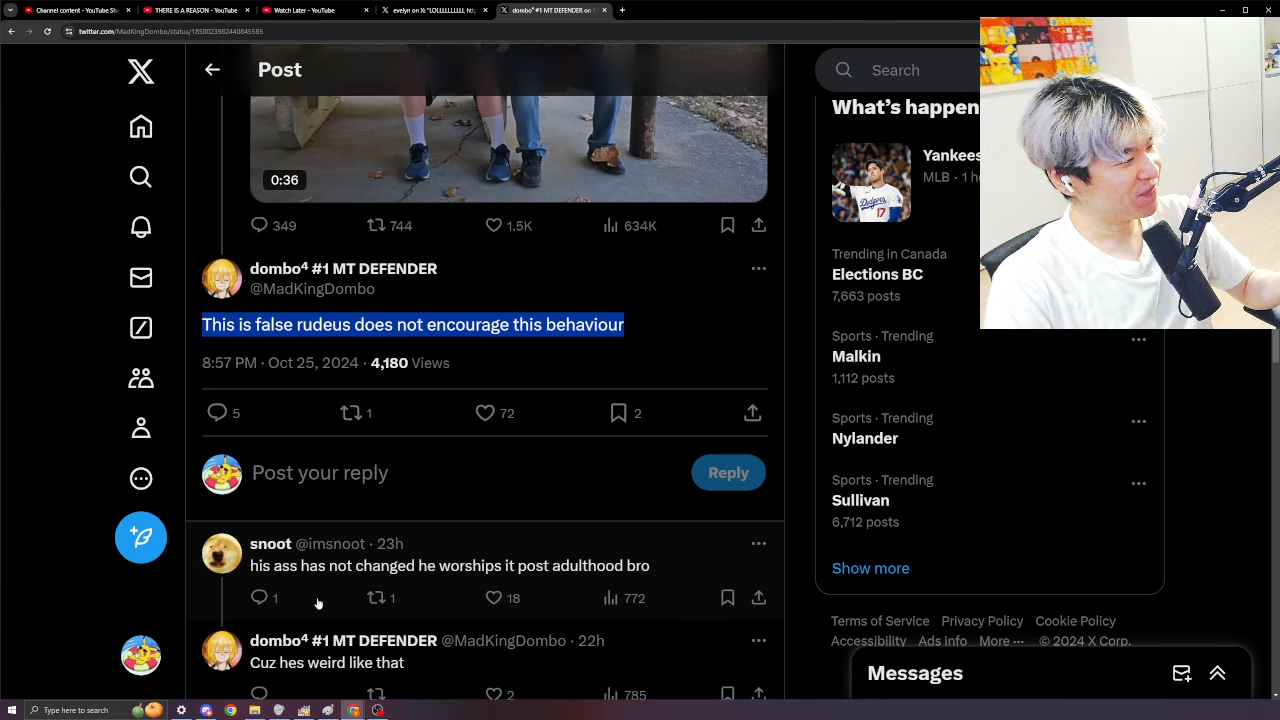 Channel content - YouTube Stu
THERE IS A REASON - YouTube
Watch Later - YouTube
evelyn on X: "LOLLLLLLLLL htt
dombo⁴ #1 MT DEFENDER on X
twitter.com/MadKingDombo/status/1850023982440845585
Post
Search
0:36
349
744
1.5K
634K
dombo⁴ #1 MT DEFENDER
@MadKingDombo
This is false rudeus does not encourage this behaviour
8:57 PM · Oct 25, 2024 · 4,180 Views
5
1
72
2
Post your reply
Reply
snoot @imsnoot · 23h
his ass has not changed he worships it post adulthood bro
1
1
18
772
dombo⁴ #1 MT DEFENDER @MadKingDombo · 22h
Cuz hes weird like that
2
785
What's happen
Yankees
MLB · 1 h
Dodgers
17
Trending in Canada
Elections BC
7,663 posts
Sports · Trending
Malkin
1,112 posts
Sports · Trending
Nylander
Sports · Trending
Sullivan
6,712 posts
Show more
Terms of Service Privacy Policy Cookie Policy
Accessibility Ads info More ··· © 2024 X Corp.
Messages
Type here to search